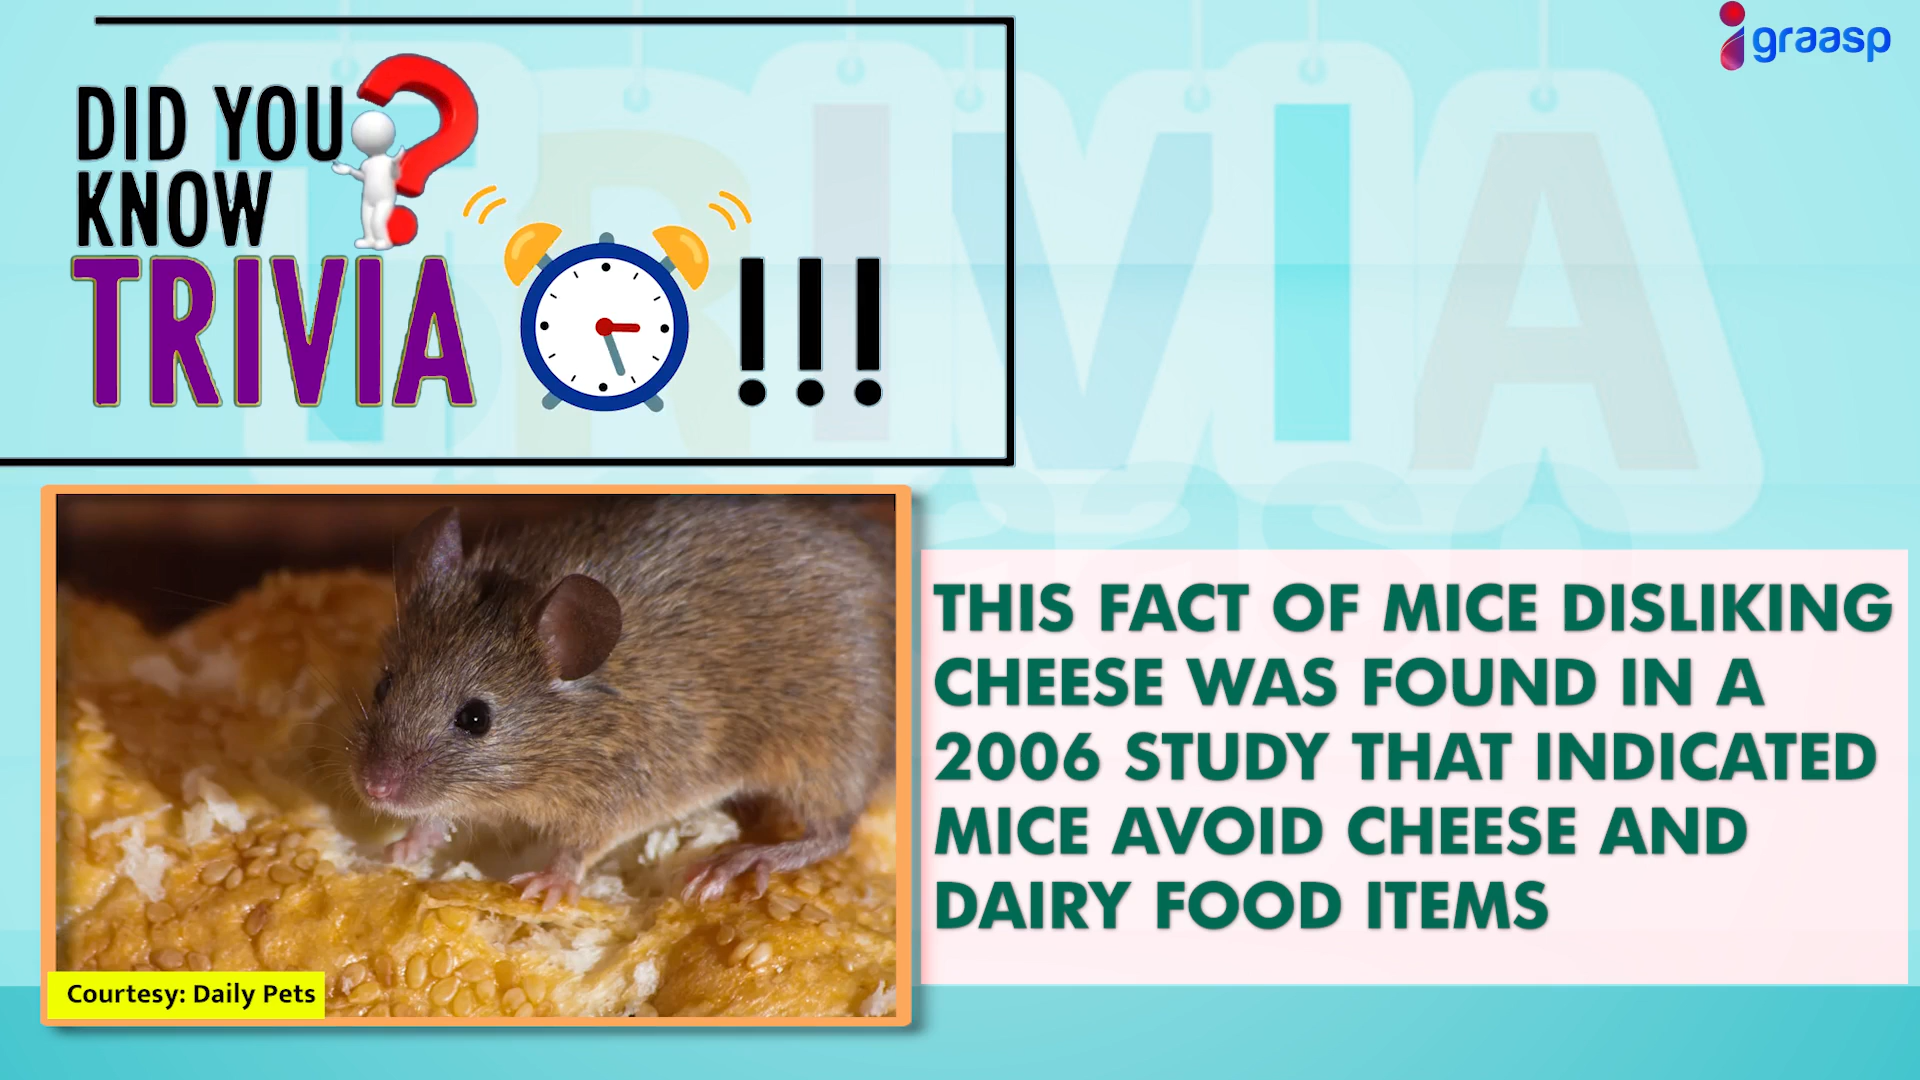 igraasp
DID YOU
KNOW
TRIVIA !!!
TRIVIA
THIS FACT OF MICE DISLIKING
CHEESE WAS FOUND IN A
2006 STUDY THAT INDICATED
MICE AVOID CHEESE AND
DAIRY FOOD ITEMS
Courtesy: Daily Pets